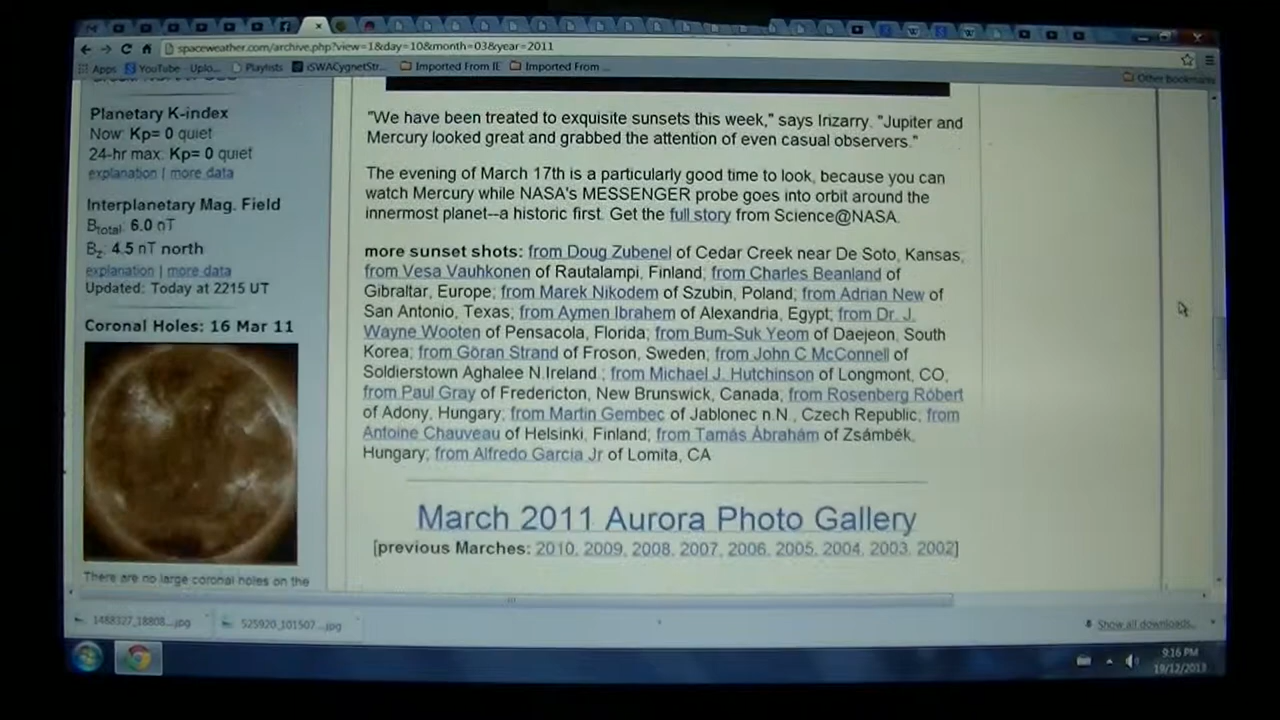 spaceweather.com/archive.php?view=1&day=10&month=03&year=2011
Apps YouTube Uplo... Playlists iSWACygnetStr... Imported From IE Imported From ...
Other Bookmarks
Planetary K-index
Now: Kp= 0 quiet
24-hr max: Kp= 0 quiet
explanation | more data
Interplanetary Mag. Field
Btotal: 6.0 nT
Bz: 4.5 nT north
explanation | more data
Updated: Today at 2215 UT
Coronal Holes: 16 Mar 11
There are no large coronal holes on the
"We have been treated to exquisite sunsets this week," says Irizarry. "Jupiter and
Mercury looked great and grabbed the attention of even casual observers."
The evening of March 17th is a particularly good time to look, because you can
watch Mercury while NASA's MESSENGER probe goes into orbit around the
innermost planet--a historic first. Get the full story from Science@NASA.
more sunset shots: from Doug Zubenel of Cedar Creek near De Soto, Kansas;
from Vesa Vauhkonen of Rautalampi, Finland; from Charles Beanland of
Gibraltar, Europe; from Marek Nikodem of Szubin, Poland; from Adrian New of
San Antonio, Texas; from Aymen Ibrahem of Alexandria, Egypt; from Dr. J.
Wayne Wooten of Pensacola, Florida; from Bum-Suk Yeom of Daejeon, South
Korea; from Göran Strand of Froson, Sweden; from John C McConnell of
Soldierstown Aghalee N.Ireland.; from Michael J. Hutchinson of Longmont, CO;
from Paul Gray of Fredericton, New Brunswick, Canada; from Rosenberg Róbert
of Adony, Hungary; from Martin Gembec of Jablonec n.N., Czech Republic; from
Antoine Chauveau of Helsinki, Finland; from Tamás Ábrahám of Zsámbék,
Hungary; from Alfredo Garcia Jr of Lomita, CA
March 2011 Aurora Photo Gallery
[previous Marches: 2010, 2009, 2008, 2007, 2006, 2005, 2004, 2003, 2002]
1488327_18808...jpg 525920_101507...jpg
Show all downloads...
9:16 PM
19/12/2013